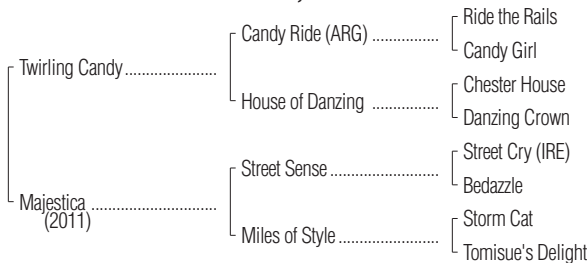 Ride the Rails
Candy Ride (ARG) ..................
Candy Girl
Twirling Candy .......................
Chester House
House of Danzing ..................
Danzing Crown
Street Cry (IRE)
Street Sense ...........................
Bedazzle
Majestica ................................
(2011)
Storm Cat
Miles of Style .........................
Tomisue's Delight